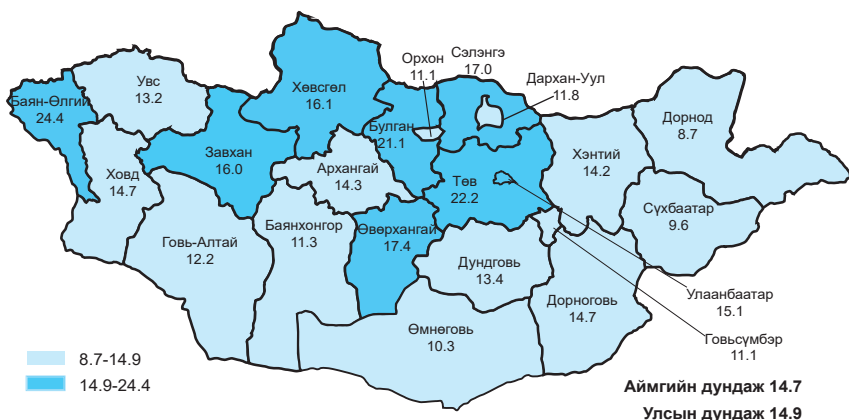 Орхон
11.1
Сэлэнгэ
17.0
Увс
13.2
Хөвсгөл
16.1
Дархан-Уул
11.8
Баян-Өлгий
24.4
Дорнод
8.7
Булган
21.1
Завхан
16.0
Хэнтий
14.2
Архангай
14.3
Ховд
14.7
Төв
22.2
Сүхбаатар
9.6
Баянхонгор
11.3
Өвөрхангай
17.4
Говь-Алтай
12.2
Дундговь
13.4
Улаанбаатар
15.1
Дорноговь
14.7
Өмнөговь
10.3
Говьсүмбэр
11.1
8.7-14.9
14.9-24.4
Аймгийн дундаж 14.7
Улсын дундаж 14.9